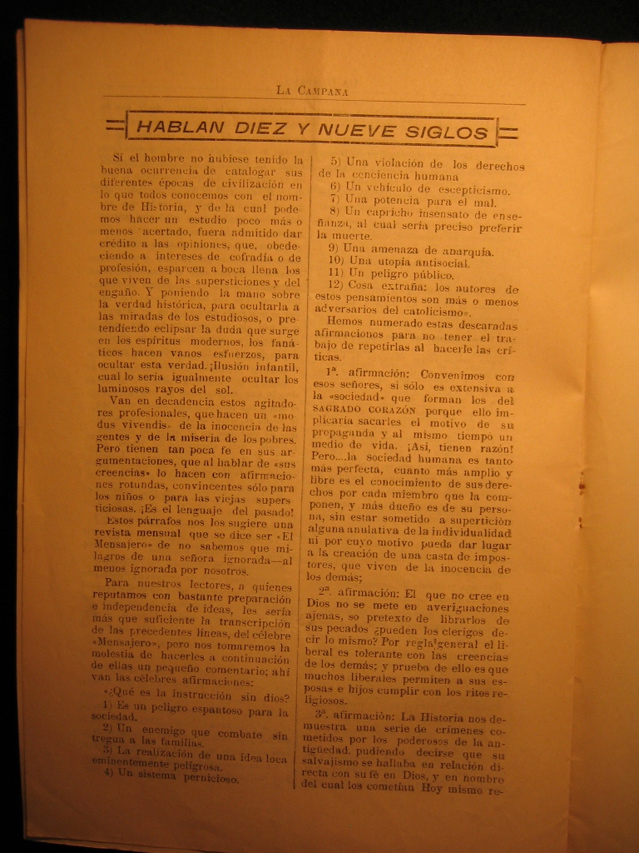 LA CAMPANA
HABLAN DIEZ Y NUEVE SIGLOS
Si el hombre no hubiese tenido la
buena ocurrencia de catalogar sus
diferentes épocas de civilización en
lo que todos conocemos con el nom-
bre de Historia, y de la cual pode-
mos hacer un estudio poco más o
menos acertado, fuera admitido dar
crédito a las opiniones, que, obede-
ciendo a intereses de cofradía o de
profesión, esparcen a boca llena los
que viven de las supersticiones y del
engaño. Y poniendo la mano sobre
la verdad histórica, para ocultarla a
las miradas de los estudiosos, o pre-
tendiendo eclipsar la duda que surge
en los espíritus modernos, los faná-
ticos hacen vanos esfuerzos, para
ocultar esta verdad. ¡Ilusión infantil,
cual lo sería igualmente ocultar los
luminosos rayos del sol.
Van en decadencia estos agitado-
res profesionales, que hacen un «mo-
dus vivendis» de la inocencia de las
gentes y de la miseria de los pobres.
Pero tienen tan poca fe en sus ar-
gumentaciones, que al hablar de «sus
creencias» lo hacen con afirmacio-
nes rotundas, convincentes sólo para
los niños o para las viejas supers-
ticiosas. ¡Es el lenguaje del pasado!
Estos párrafos nos los sugiere una
revista mensual que se dice ser «El
Mensajero» de no sabemos que mi-
lagros de una señora ignorada—al
menos ignorada por nosotros.
Para nuestros lectores, a quienes
reputamos con bastante preparación
e independencia de ideas, les sería
más que suficiente la transcripción
de las precedentes líneas, del célebre
«Mensajero», pero nos tomaremos la
molestia de hacerles a continuación
de ellas un pequeño comentario; ahí
van las célebres afirmaciones:
«¿Qué es la instrucción sin dios?
1) Es un peligro espantoso para la
sociedad.
2) Un enemigo que combate sin
tregua a las familias.
3) La realización de una idea loca
eminentemente peligrosa.
4) Un sistema pernicioso.
5) Una violación de los derechos
de la conciencia humana
6) Un vehículo de escepticismo.
7) Una potencia para el mal.
8) Un capricho insensato de ense-
ñanza, al cual sería preciso preferir
la muerte.
9) Una amenaza de anarquía.
10) Una utopia antisocial.
11) Un peligro público.
12) Cosa extraña: los autores de
estos pensamientos son más o menos
adversarios del catolicismo».
Hemos numerado estas descaradas
afirmaciones para no tener el tra-
bajo de repetirlas al hacerle las crí-
ticas.
1ª. afirmación: Convenimos con
esos señores, si sólo es extensiva a
la «sociedad» que forman los del
SAGRADO CORAZÓN porque ello im-
plicaría sacarles el motivo de su
propaganda y al mismo tiempo un
medio de vida. ¡Asi, tienen razón!
Pero....la sociedad humana es tanto
más perfecta, cuanto más amplio y
libre es el conocimiento de sus dere-
chos por cada miembro que la com-
ponen, y más dueño es de su perso-
na, sin estar sometido a supertición
alguna anulativa de la individualidad
ni por cuyo motivo pueda dar lugar
a la creación de una casta de impos-
tores, que viven de la inocencia de
los demás;
2ª. afirmación: El que no cree en
Dios no se mete en averiguaciones
ajenas, so pretexto de librarlos de
sus pecados ¿pueden los clerigos de-
cir lo mismo? Por regla general el li-
beral es tolerante con las creencias
de los demás; y prueba de ello es que
muchos liberales permiten a sus es-
posas e hijos cumplir con los ritos re-
ligiosos.
3ª. afirmación: La Historia nos de-
muestra una serie de crímenes co-
metidos por los poderosos de la an-
tigüedad, pudiendo decirse que su
salvajismo se hallaba en relación di-
recta con su fé en Dios, y en nombre
del cual los cometían Hoy mismo re-